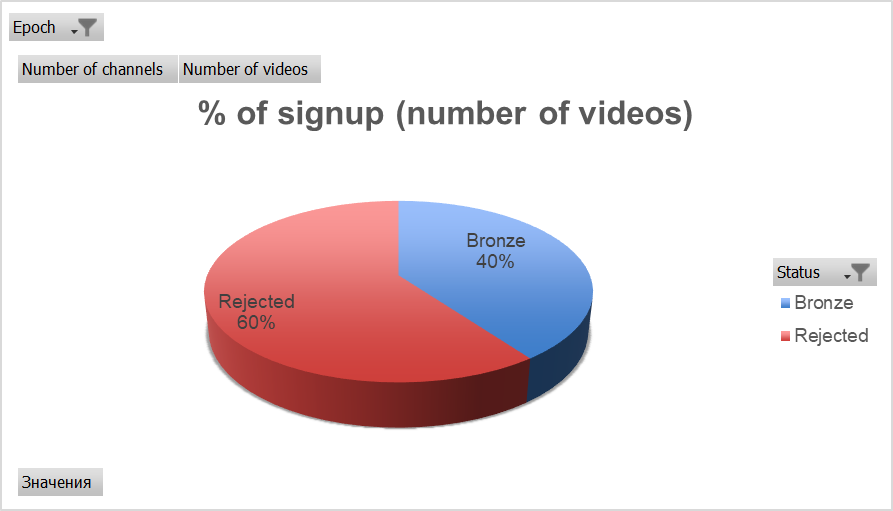 Epoch
Number of channels Number of videos
% of signup (number of videos)
Bronze
40%
Rejected
60%
Status
Bronze
Rejected
Значения